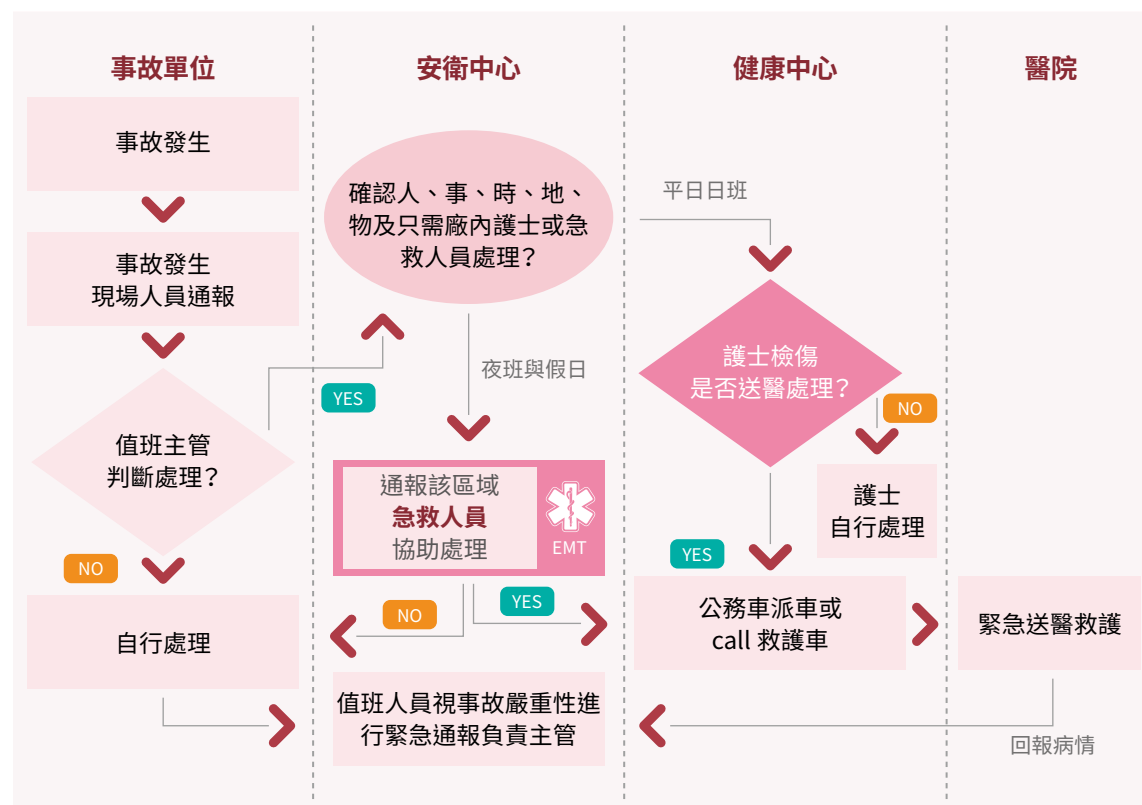 事故單位
事故發生
事故發生
現場人員通報
值班主管
判斷處理？
NO
YES
自行處理
安衛中心
確認人、事、時、地、
物及只需廠內護士或急
救人員處理？
夜班與假日
通報該區域
急救人員
協助處理
EMT
NO
YES
值班人員視事故嚴重性進
行緊急通報負責主管
健康中心
平日日班
護士檢傷
是否送醫處理？
NO
護士
自行處理
YES
公務車派車或
call 救護車
醫院
緊急送醫救護
回報病情